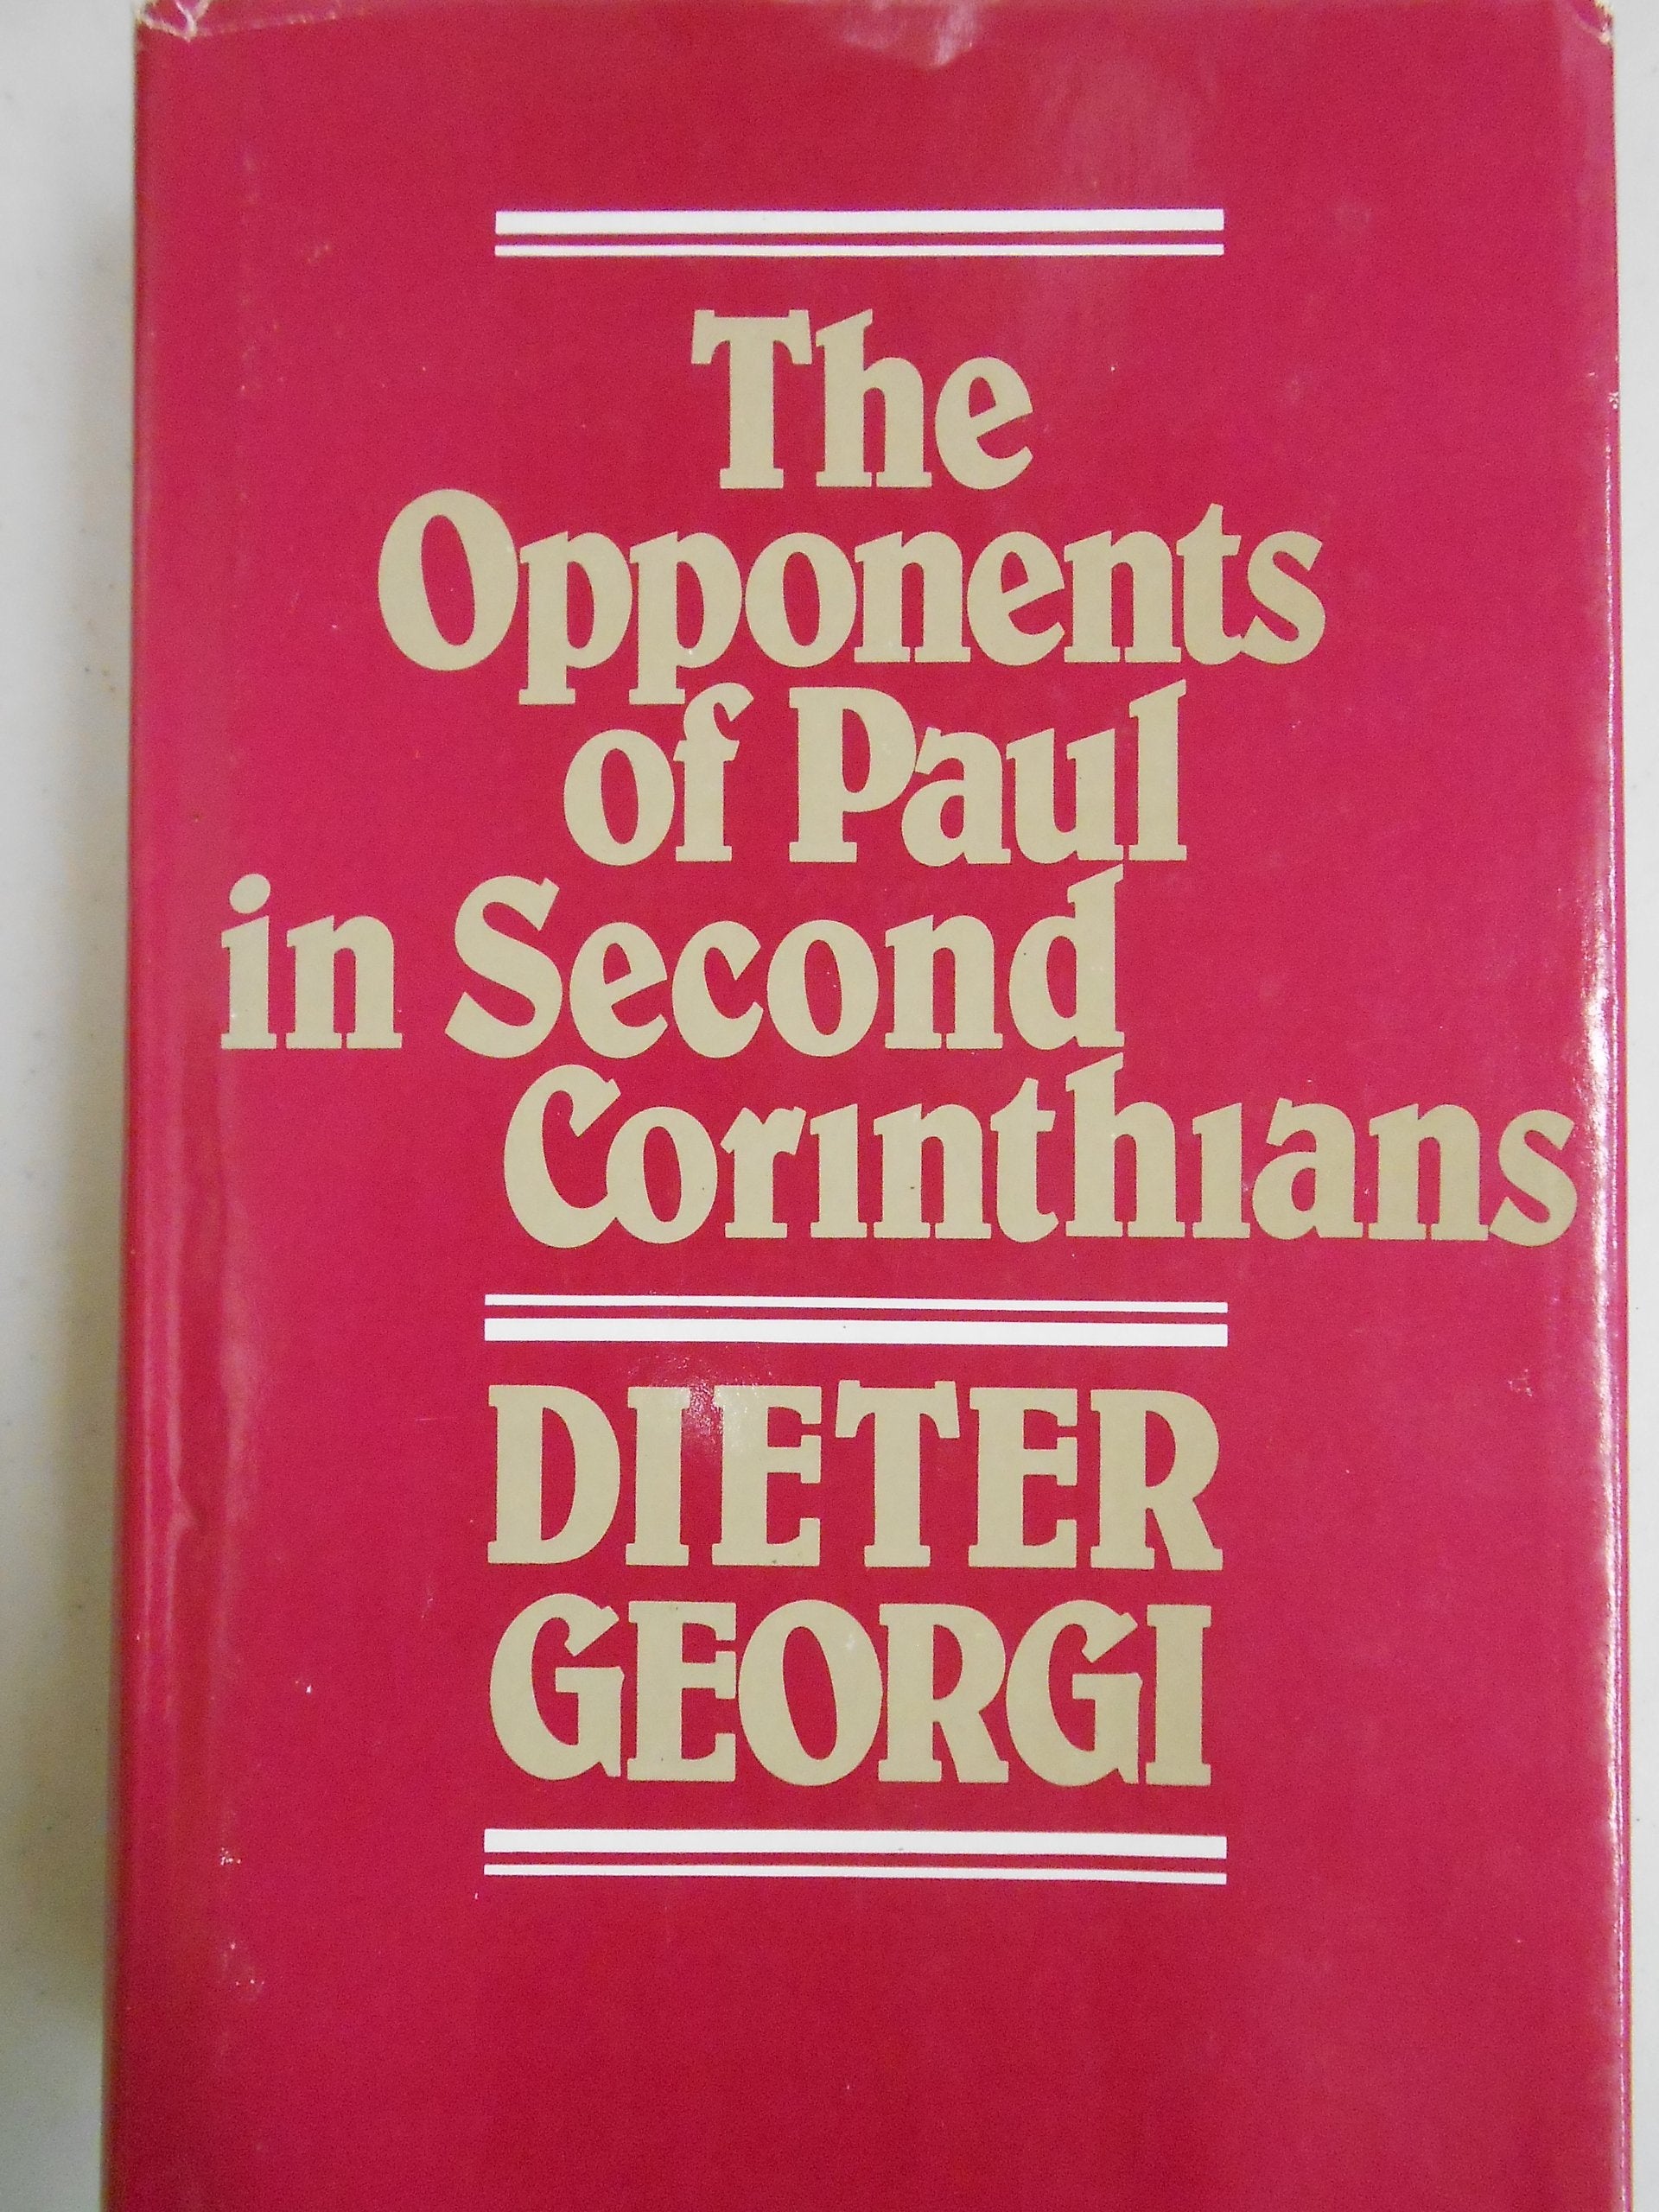 The
Opponents
of Paul
in Second
Corinthians
DIETER
GEORGI